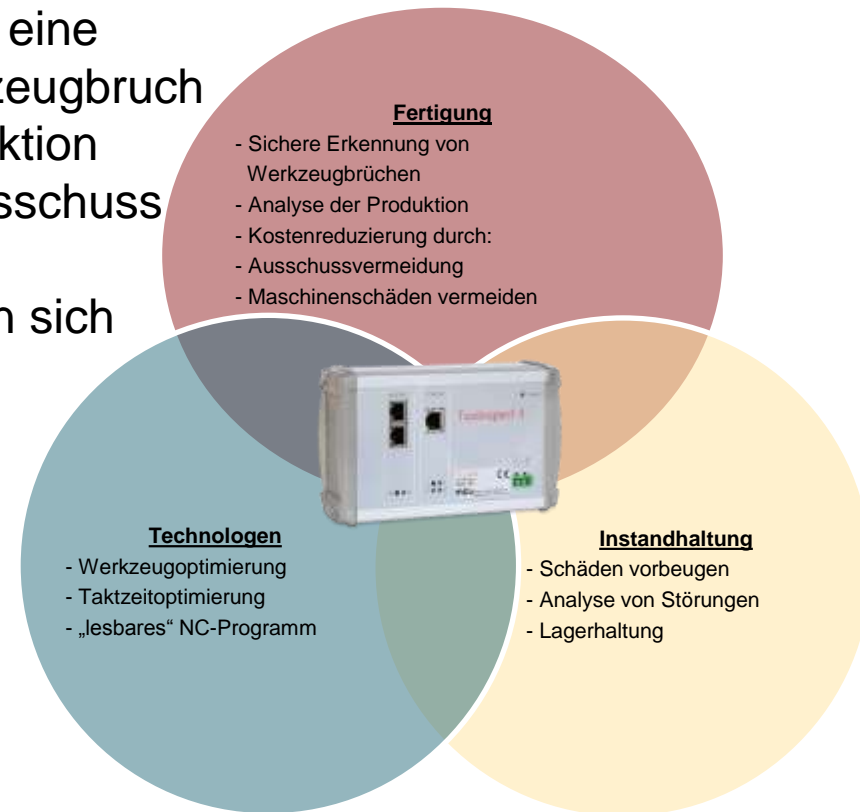 eine
zeugbruch
ktion
sschuss
n sich
Fertigung
- Sichere Erkennung von
Werkzeugbrüchen
- Analyse der Produktion
- Kostenreduzierung durch:
- Ausschussvermeidung
- Maschinenschäden vermeiden
Technologen
- Werkzeugoptimierung
- Taktzeitoptimierung
- „lesbares“ NC-Programm
Instandhaltung
- Schäden vorbeugen
- Analyse von Störungen
- Lagerhaltung